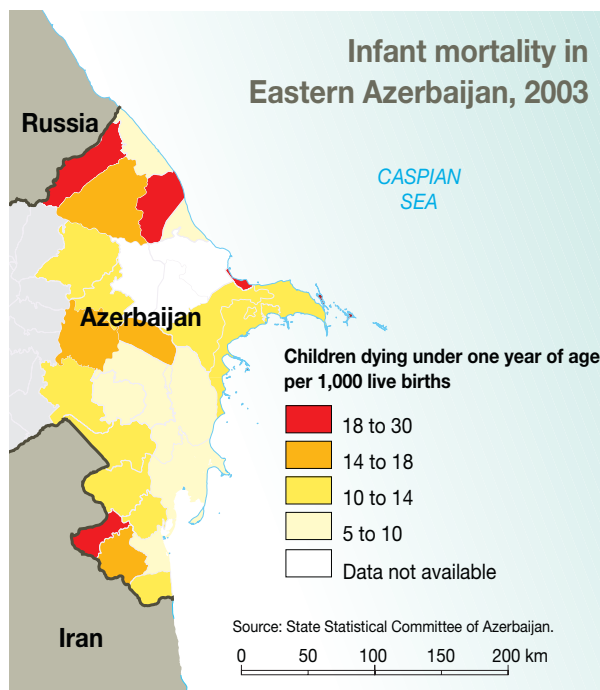 Infant mortality in
Eastern Azerbaijan, 2003
Russia
CASPIAN
SEA
Azerbaijan
Children dying under one year of age
per 1,000 live births
18 to 30
14 to 18
10 to 14
5 to 10
Data not available
Iran
Source: State Statistical Committee of Azerbaijan.
0 50 100 150 200 km